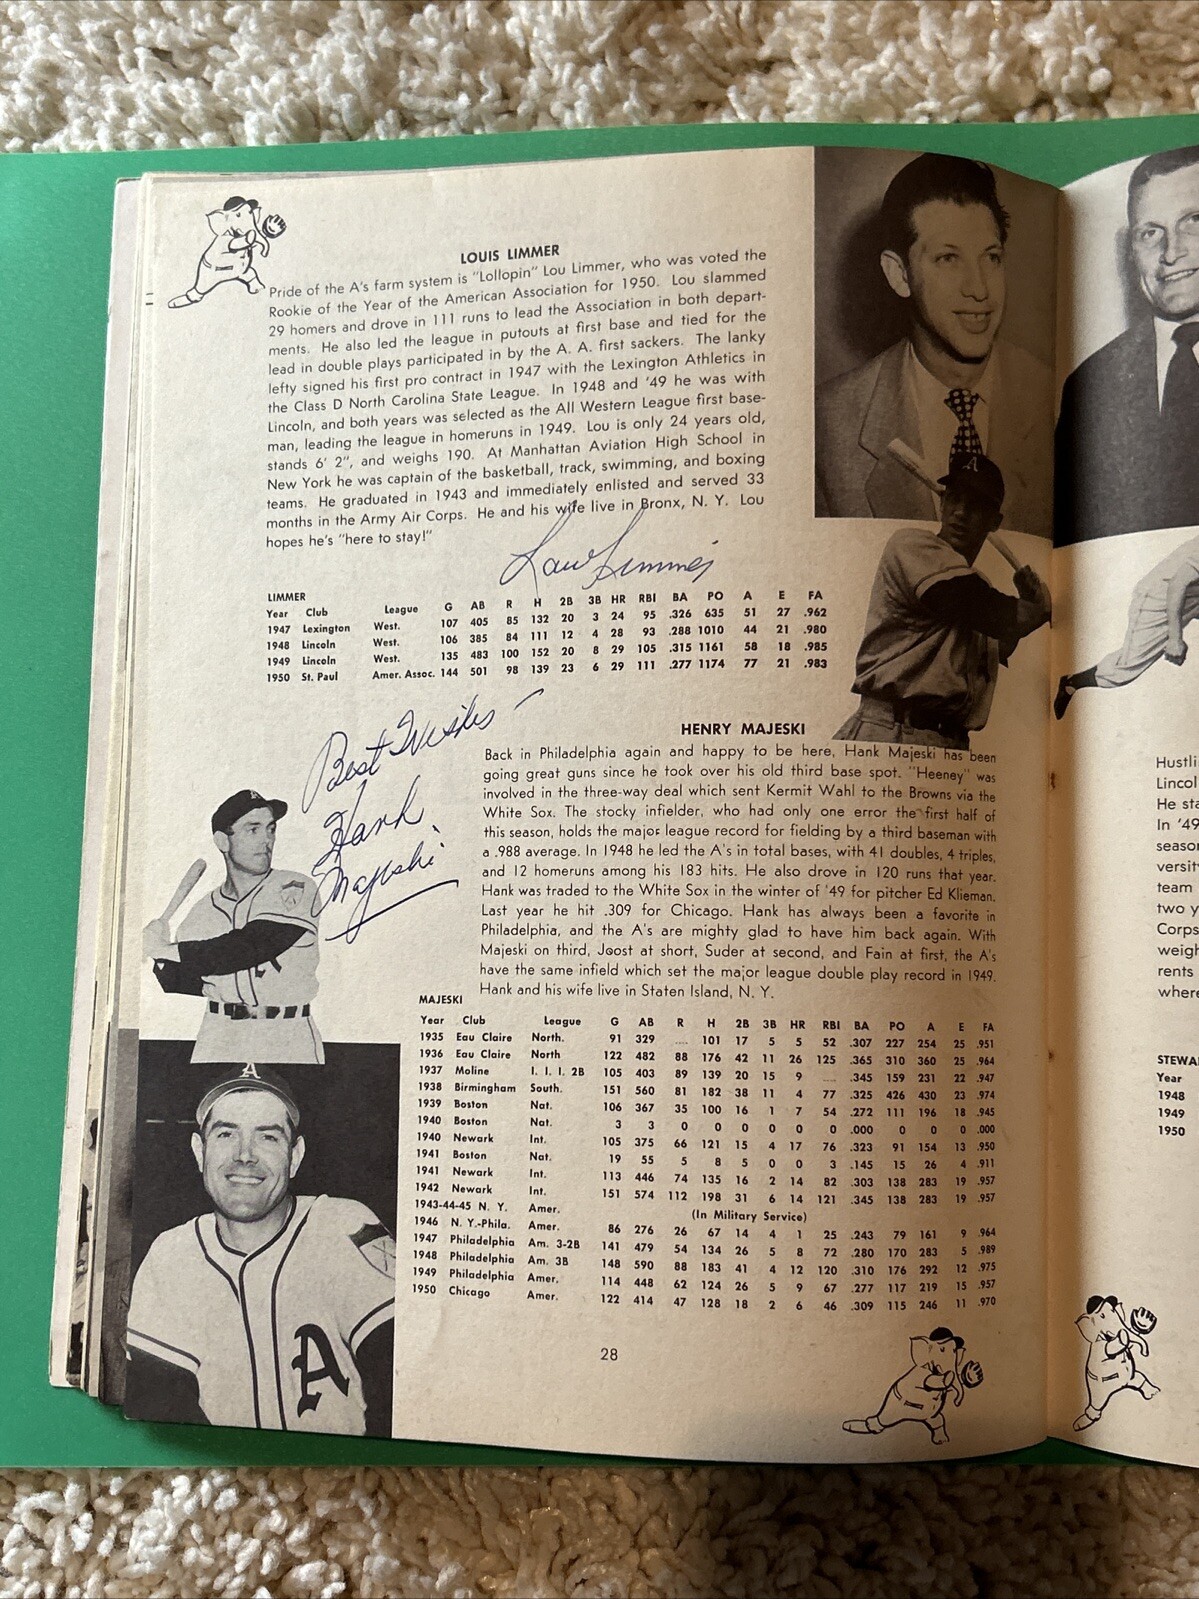 LOUIS LIMMER
Pride of the A's farm system is "Lollopin" Lou Limmer, who was voted the
Rookie of the Year of the American Association for 1950. Lou slammed
29 homers and drove in 111 runs to lead the Association in both depart-
ments. He also led the league in putouts at first base and tied for the
lead in double plays participated in by the A. A. first sackers. The lanky
lefty signed his first pro contract in 1947 with the Lexington Athletics in
the Class D North Carolina State League. In 1948 and '49 he was with
Lincoln, and both years was selected as the All Western League first base-
man, leading the league in homeruns in 1949. Lou is only 24 years old,
stands 6' 2", and weighs 190. At Manhattan Aviation High School in
New York he was captain of the basketball, track, swimming, and boxing
teams. He graduated in 1943 and immediately enlisted and served 33
months in the Army Air Corps. He and his wife live in Bronx, N. Y. Lou
hopes he's "here to stay!"
Lou Limmer
LIMMER
Year Club League G AB R H 2B 3B HR RBI BA PO A E FA
1947 Lexington West. 107 405 85 132 20 3 24 95 .326 635 51 27 .962
1948 Lincoln West. 106 385 84 111 12 4 28 93 .288 1010 44 21 .980
1949 Lincoln West. 135 483 100 152 20 8 29 105 .315 1161 58 18 .985
1950 St. Paul Amer. Assoc. 144 501 98 139 23 6 29 111 .277 1174 77 21 .983
Best Wishes
Hank
Majeski
HENRY MAJESKI
Back in Philadelphia again and happy to be here, Hank Majeski has been
going great guns since he took over his old third base spot. "Heeney" was
involved in the three-way deal which sent Kermit Wahl to the Browns via the
White Sox. The stocky infielder, who had only one error the first half of
this season, holds the major league record for fielding by a third baseman with
a .988 average. In 1948 he led the A's in total bases, with 41 doubles, 4 triples,
and 12 homeruns among his 183 hits. He also drove in 120 runs that year.
Hank was traded to the White Sox in the winter of '49 for pitcher Ed Klieman.
Last year he hit .309 for Chicago. Hank has always been a favorite in
Philadelphia, and the A's are mighty glad to have him back again. With
Majeski on third, Joost at short, Suder at second, and Fain at first, the A's
have the same infield which set the major league double play record in 1949.
Hank and his wife live in Staten Island, N. Y.
MAJESKI
Year Club League G AB R H 2B 3B HR RBI BA PO A E FA
1935 Eau Claire North. 91 329 .... 101 17 5 5 52 .307 227 254 25 .951
1936 Eau Claire North 122 482 88 176 42 11 26 125 .365 310 360 25 .964
1937 Moline I. I. I. 2B 105 403 89 139 20 15 9 .... .345 159 231 22 .947
1938 Birmingham South. 151 560 81 182 38 11 4 77 .325 426 430 23 .974
1939 Boston Nat. 106 367 35 100 16 1 7 54 .272 111 196 18 .945
1940 Boston Nat. 3 3 0 0 0 0 0 0 .000 0 0 0 .000
1940 Newark Int. 105 375 66 121 15 4 17 76 .323 91 154 13 .950
1941 Boston Nat. 19 55 5 8 5 0 0 3 .145 15 26 4 .911
1941 Newark Int. 113 446 74 135 16 2 14 82 .303 138 283 19 .957
1942 Newark Int. 151 574 112 198 31 6 14 121 .345 138 283 19 .957
1943-44-45 N. Y. Amer. (In Military Service)
1946 N. Y.-Phila. Amer. 86 276 26 67 14 4 1 25 .243 79 161 9 .964
1947 Philadelphia Am. 3-2B 141 479 54 134 26 5 8 72 .280 170 283 5 .989
1948 Philadelphia Am. 3B 148 590 88 183 41 4 12 120 .310 176 292 12 .975
1949 Philadelphia Amer. 114 448 62 124 26 5 9 67 .277 117 219 15 .957
1950 Chicago Amer. 122 414 47 128 18 2 6 46 .309 115 246 11 .970
28
A
A
A
Hustli
Lincol
He sta
In '49
season
versity
team
two y
Corps
weigh
rents
where
STEWA
Year
1948
1949
1950